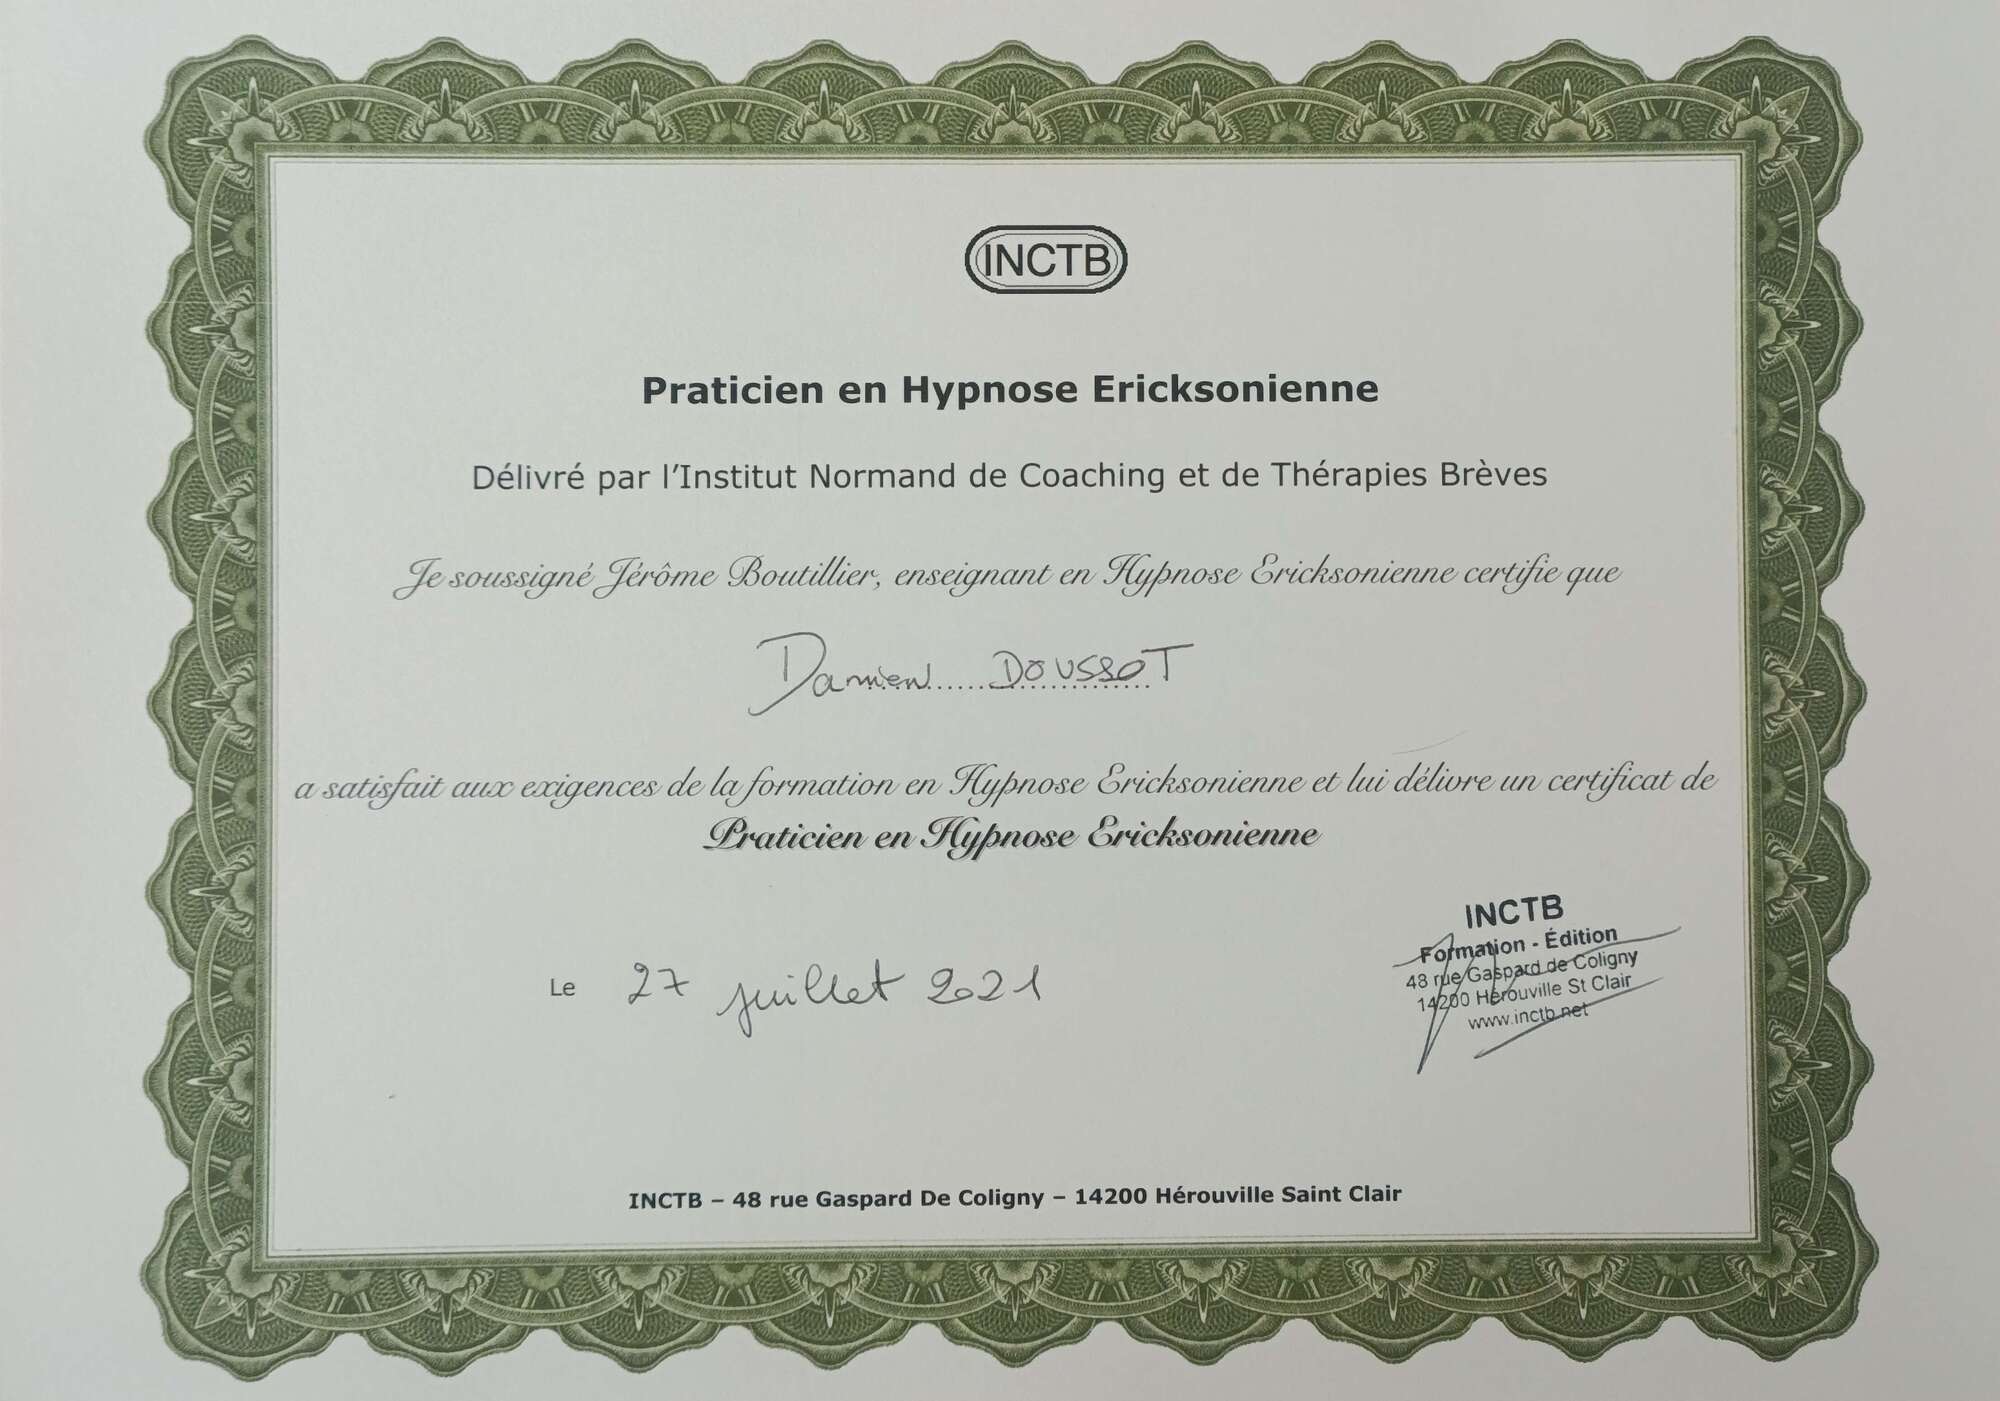 INCTB
Praticien en Hypnose Ericksonienne
Délivré par l'Institut Normand de Coaching et de Thérapies Brèves
Je soussigné Jérôme Boutillier, enseignant en Hypnose Ericksonienne certifie que
Damien DOUSSOT
a satisfait aux exigences de la formation en Hypnose Ericksonienne et lui délivre un certificat de
Praticien en Hypnose Ericksonienne
Le 27 juillet 2021
INCTB
Formation - Édition
48 rue Gaspard de Coligny
14200 Hérouville St Clair
www.inctb.net
INCTB – 48 rue Gaspard De Coligny – 14200 Hérouville Saint Clair